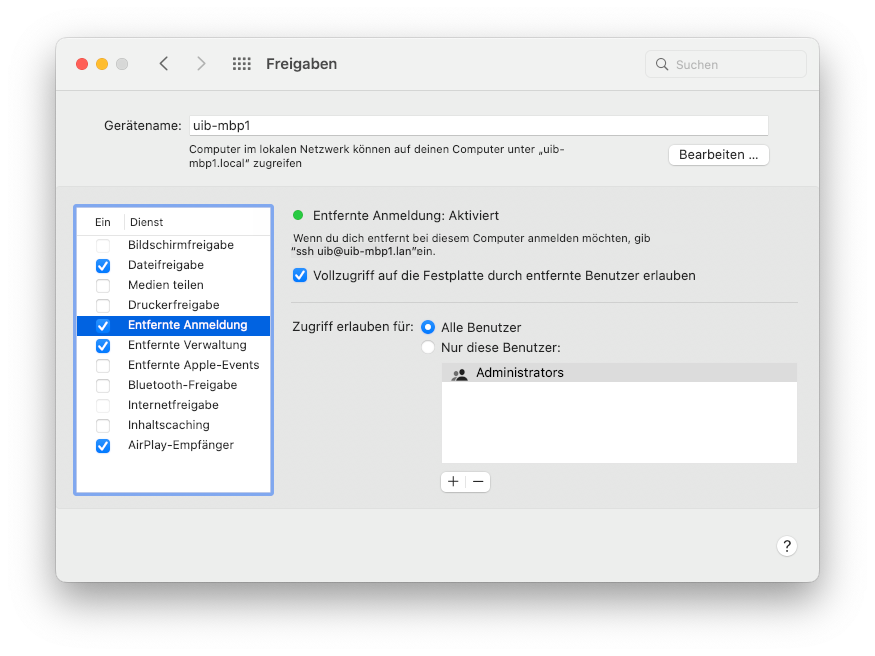 Freigaben
Suchen
Gerätename: uib-mbp1
Computer im lokalen Netzwerk können auf deinen Computer unter „uib-
mbp1.local“ zugreifen
Bearbeiten ...
Ein Dienst
Bildschirmfreigabe
Dateifreigabe
Medien teilen
Druckerfreigabe
Entfernte Anmeldung
Entfernte Verwaltung
Entfernte Apple-Events
Bluetooth-Freigabe
Internetfreigabe
Inhaltscaching
AirPlay-Empfänger
Entfernte Anmeldung: Aktiviert
Wenn du dich entfernt bei diesem Computer anmelden möchten, gib
“ssh uib@uib-mbp1.lan”ein.
Vollzugriff auf die Festplatte durch entfernte Benutzer erlauben
Zugriff erlauben für: Alle Benutzer
Nur diese Benutzer:
Administrators
+ −
?